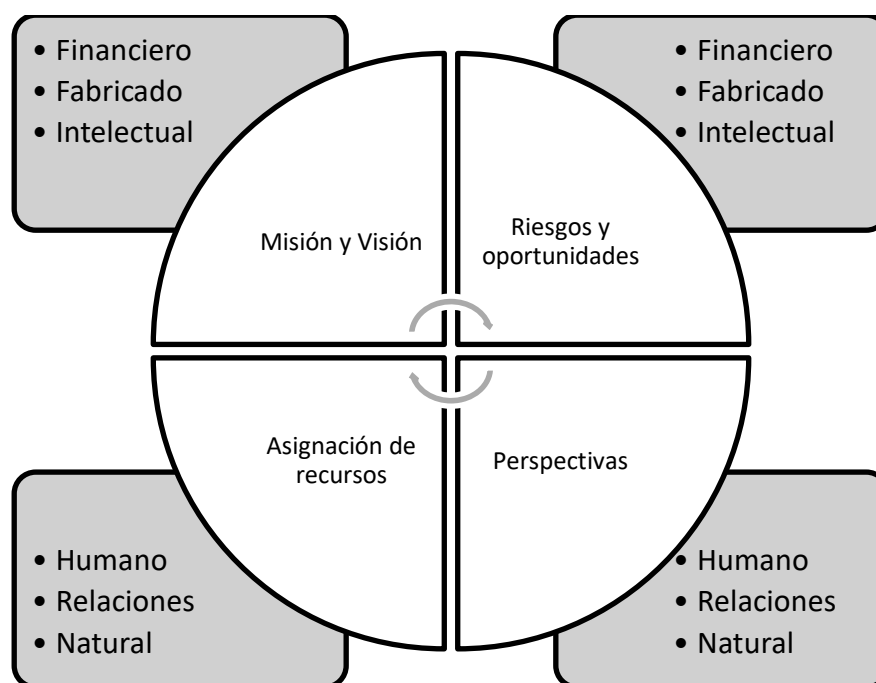 • Financiero
• Fabricado
• Intelectual
• Financiero
• Fabricado
• Intelectual
Misión y Visión
Riesgos y
oportunidades
Asignación de
recursos
Perspectivas
• Humano
• Relaciones
• Natural
• Humano
• Relaciones
• Natural